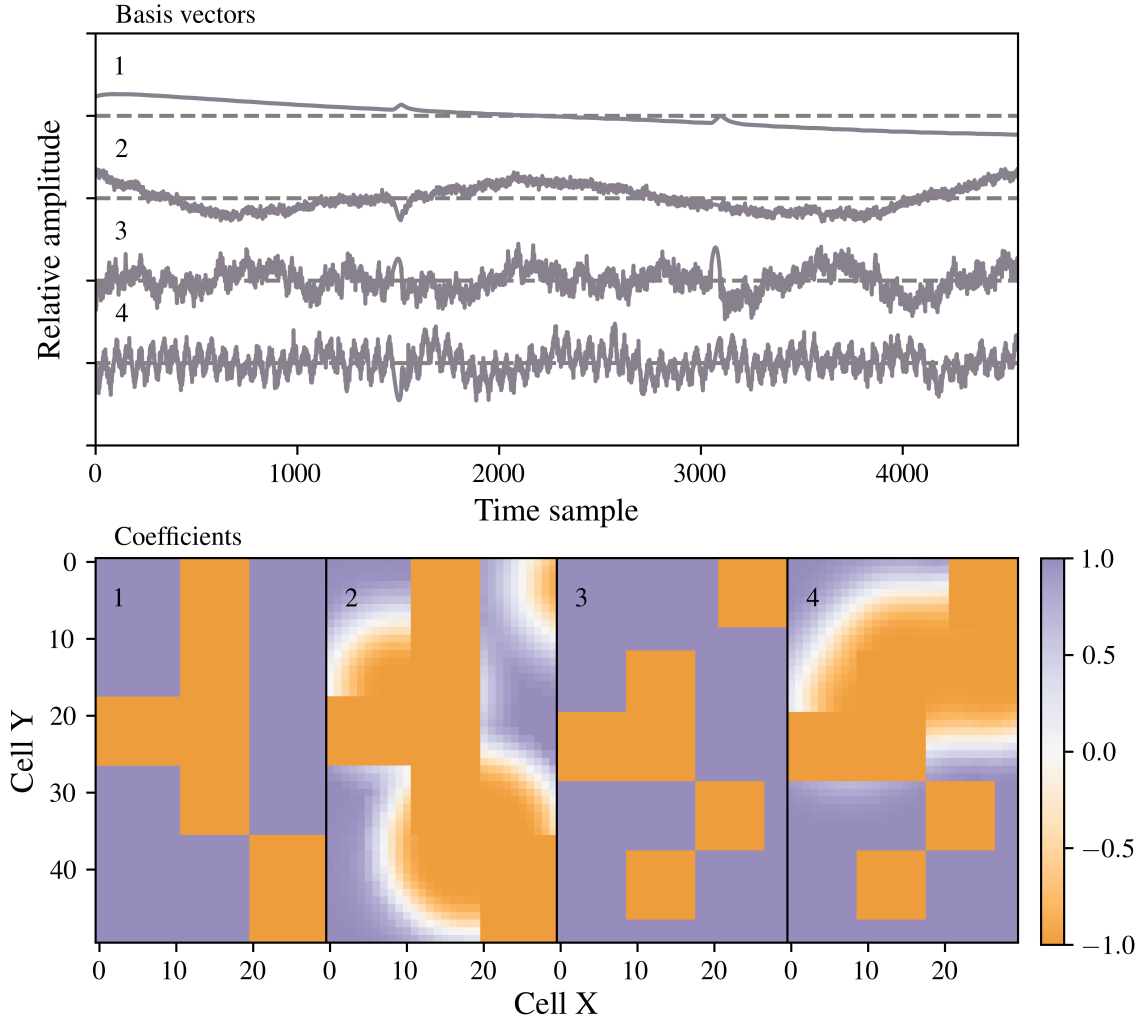 Basis vectors
1
2
3
4
Relative amplitude
0 1000 2000 3000 4000
Time sample
Coefficients
1 2 3 4
0
10
20
30
40
Cell Y
0 10 20 0 10 20 0 10 20 0 10 20
Cell X
1.0
0.5
0.0
−0.5
−1.0